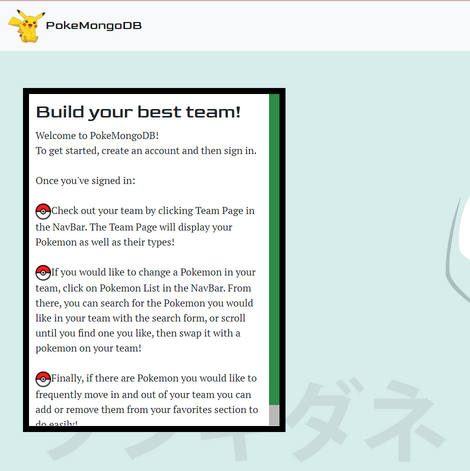 PokeMongoDB
Build your best team!
Welcome to PokeMongoDB!
To get started, create an account and then sign in.
Once you've signed in:
Check out your team by clicking Team Page in
the NavBar. The Team Page will display your
Pokemon as well as their types!
If you would like to change a Pokemon in your
team, click on Pokemon List in the NavBar. From
there, you can search for the Pokemon you would
like in your team with the search form, or scroll
until you find one you like, then swap it with a
pokemon on your team!
Finally, if there are Pokemon you would like to
frequently move in and out of your team you can
add or remove them from your favorites section to
do easily!
フシギダネ